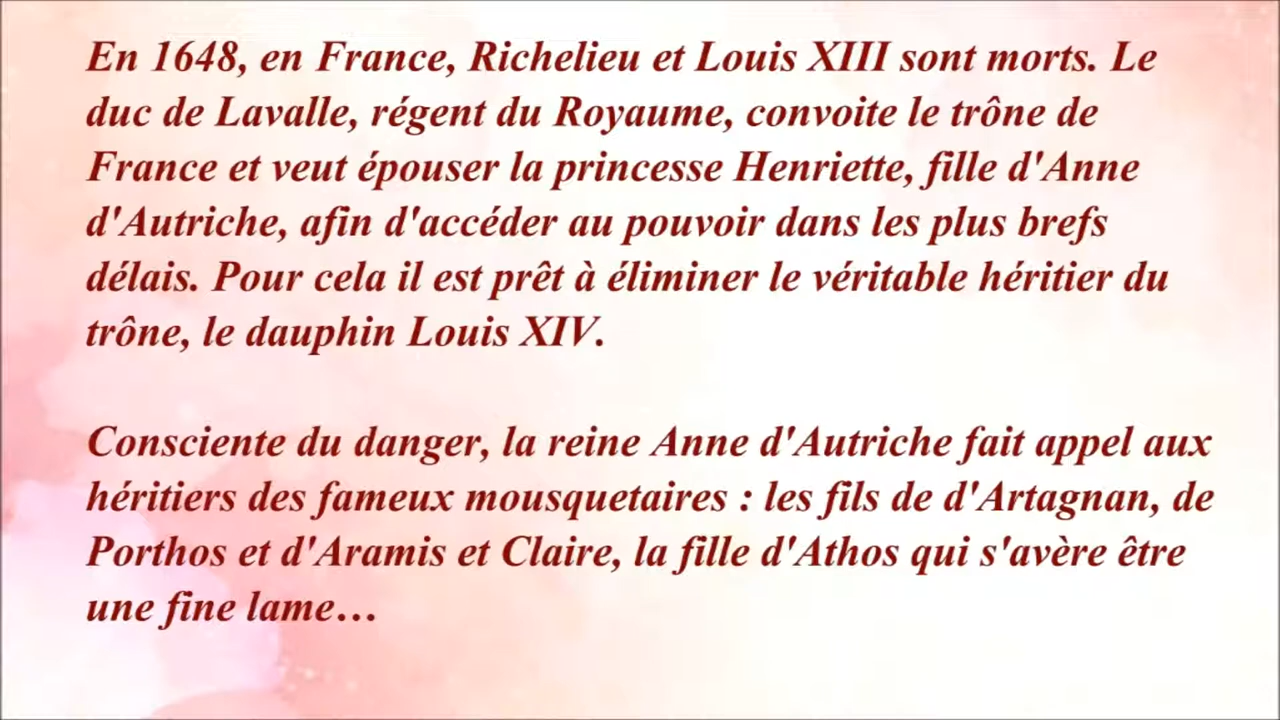 En 1648, en France, Richelieu et Louis XIII sont morts. Le
duc de Lavalle, régent du Royaume, convoite le trône de
France et veut épouser la princesse Henriette, fille d'Anne
d'Autriche, afin d'accéder au pouvoir dans les plus brefs
délais. Pour cela il est prêt à éliminer le véritable héritier du
trône, le dauphin Louis XIV.
Consciente du danger, la reine Anne d'Autriche fait appel aux
héritiers des fameux mousquetaires : les fils de d'Artagnan, de
Porthos et d'Aramis et Claire, la fille d'Athos qui s'avère être
une fine lame…